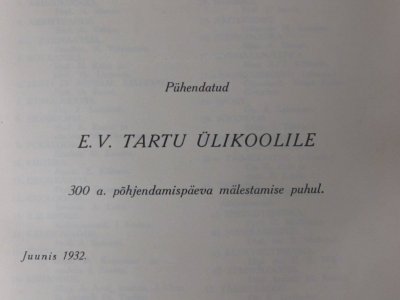 Pühendatud
E. V. TARTU ÜLIKOOLILE
300 a. põhjendamispäeva mälestamise puhul.
Juunis 1932.